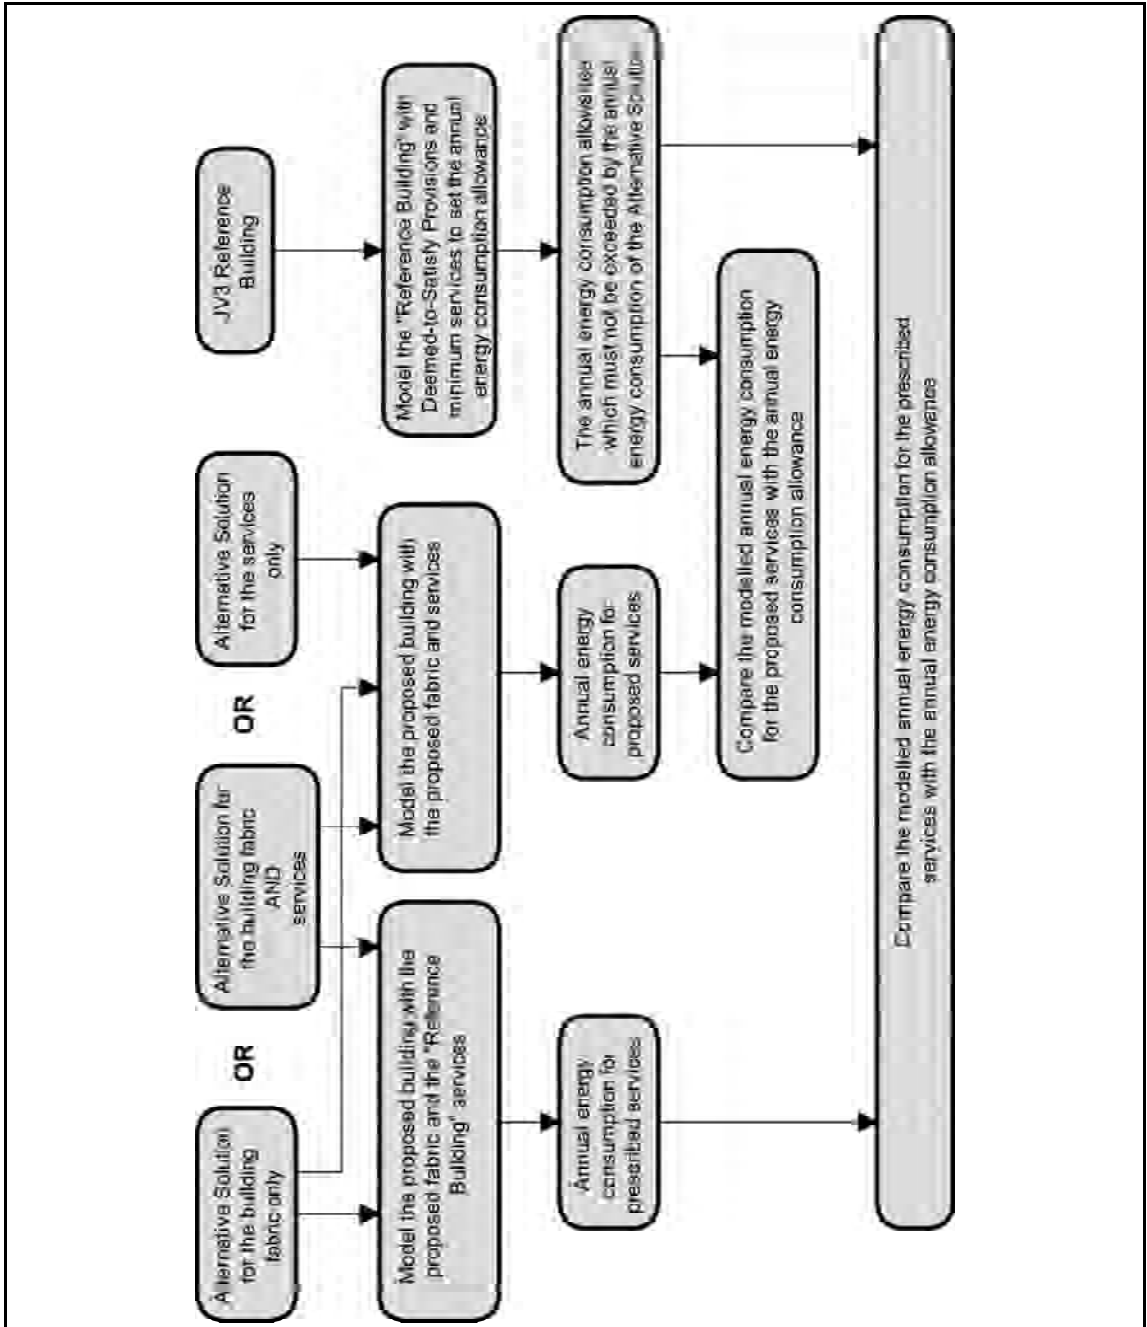 Alternative Solution
for the building
fabric only
OR
Alternative Solution for
the building fabric
AND
services
OR
Alternative Solution
for the services
only
JV3 Reference
Building
Model the proposed building with the
proposed fabric and the "Reference
Building" services
Model the proposed building with
the proposed fabric and services
Model the "Reference Building" with
Deemed-to-Satisfy Provisions and
minimum services to set the annual
energy consumption allowance
Annual energy
consumption for
prescribed services
Annual energy
consumption for
proposed services
The annual energy consumption allowance
which must not be exceeded by the annual
energy consumption of the Alternative Solution
Compare the modelled annual energy consumption
for the proposed services with the annual energy
consumption allowance
Compare the modelled annual energy consumption for the prescribed
services with the annual energy consumption allowance